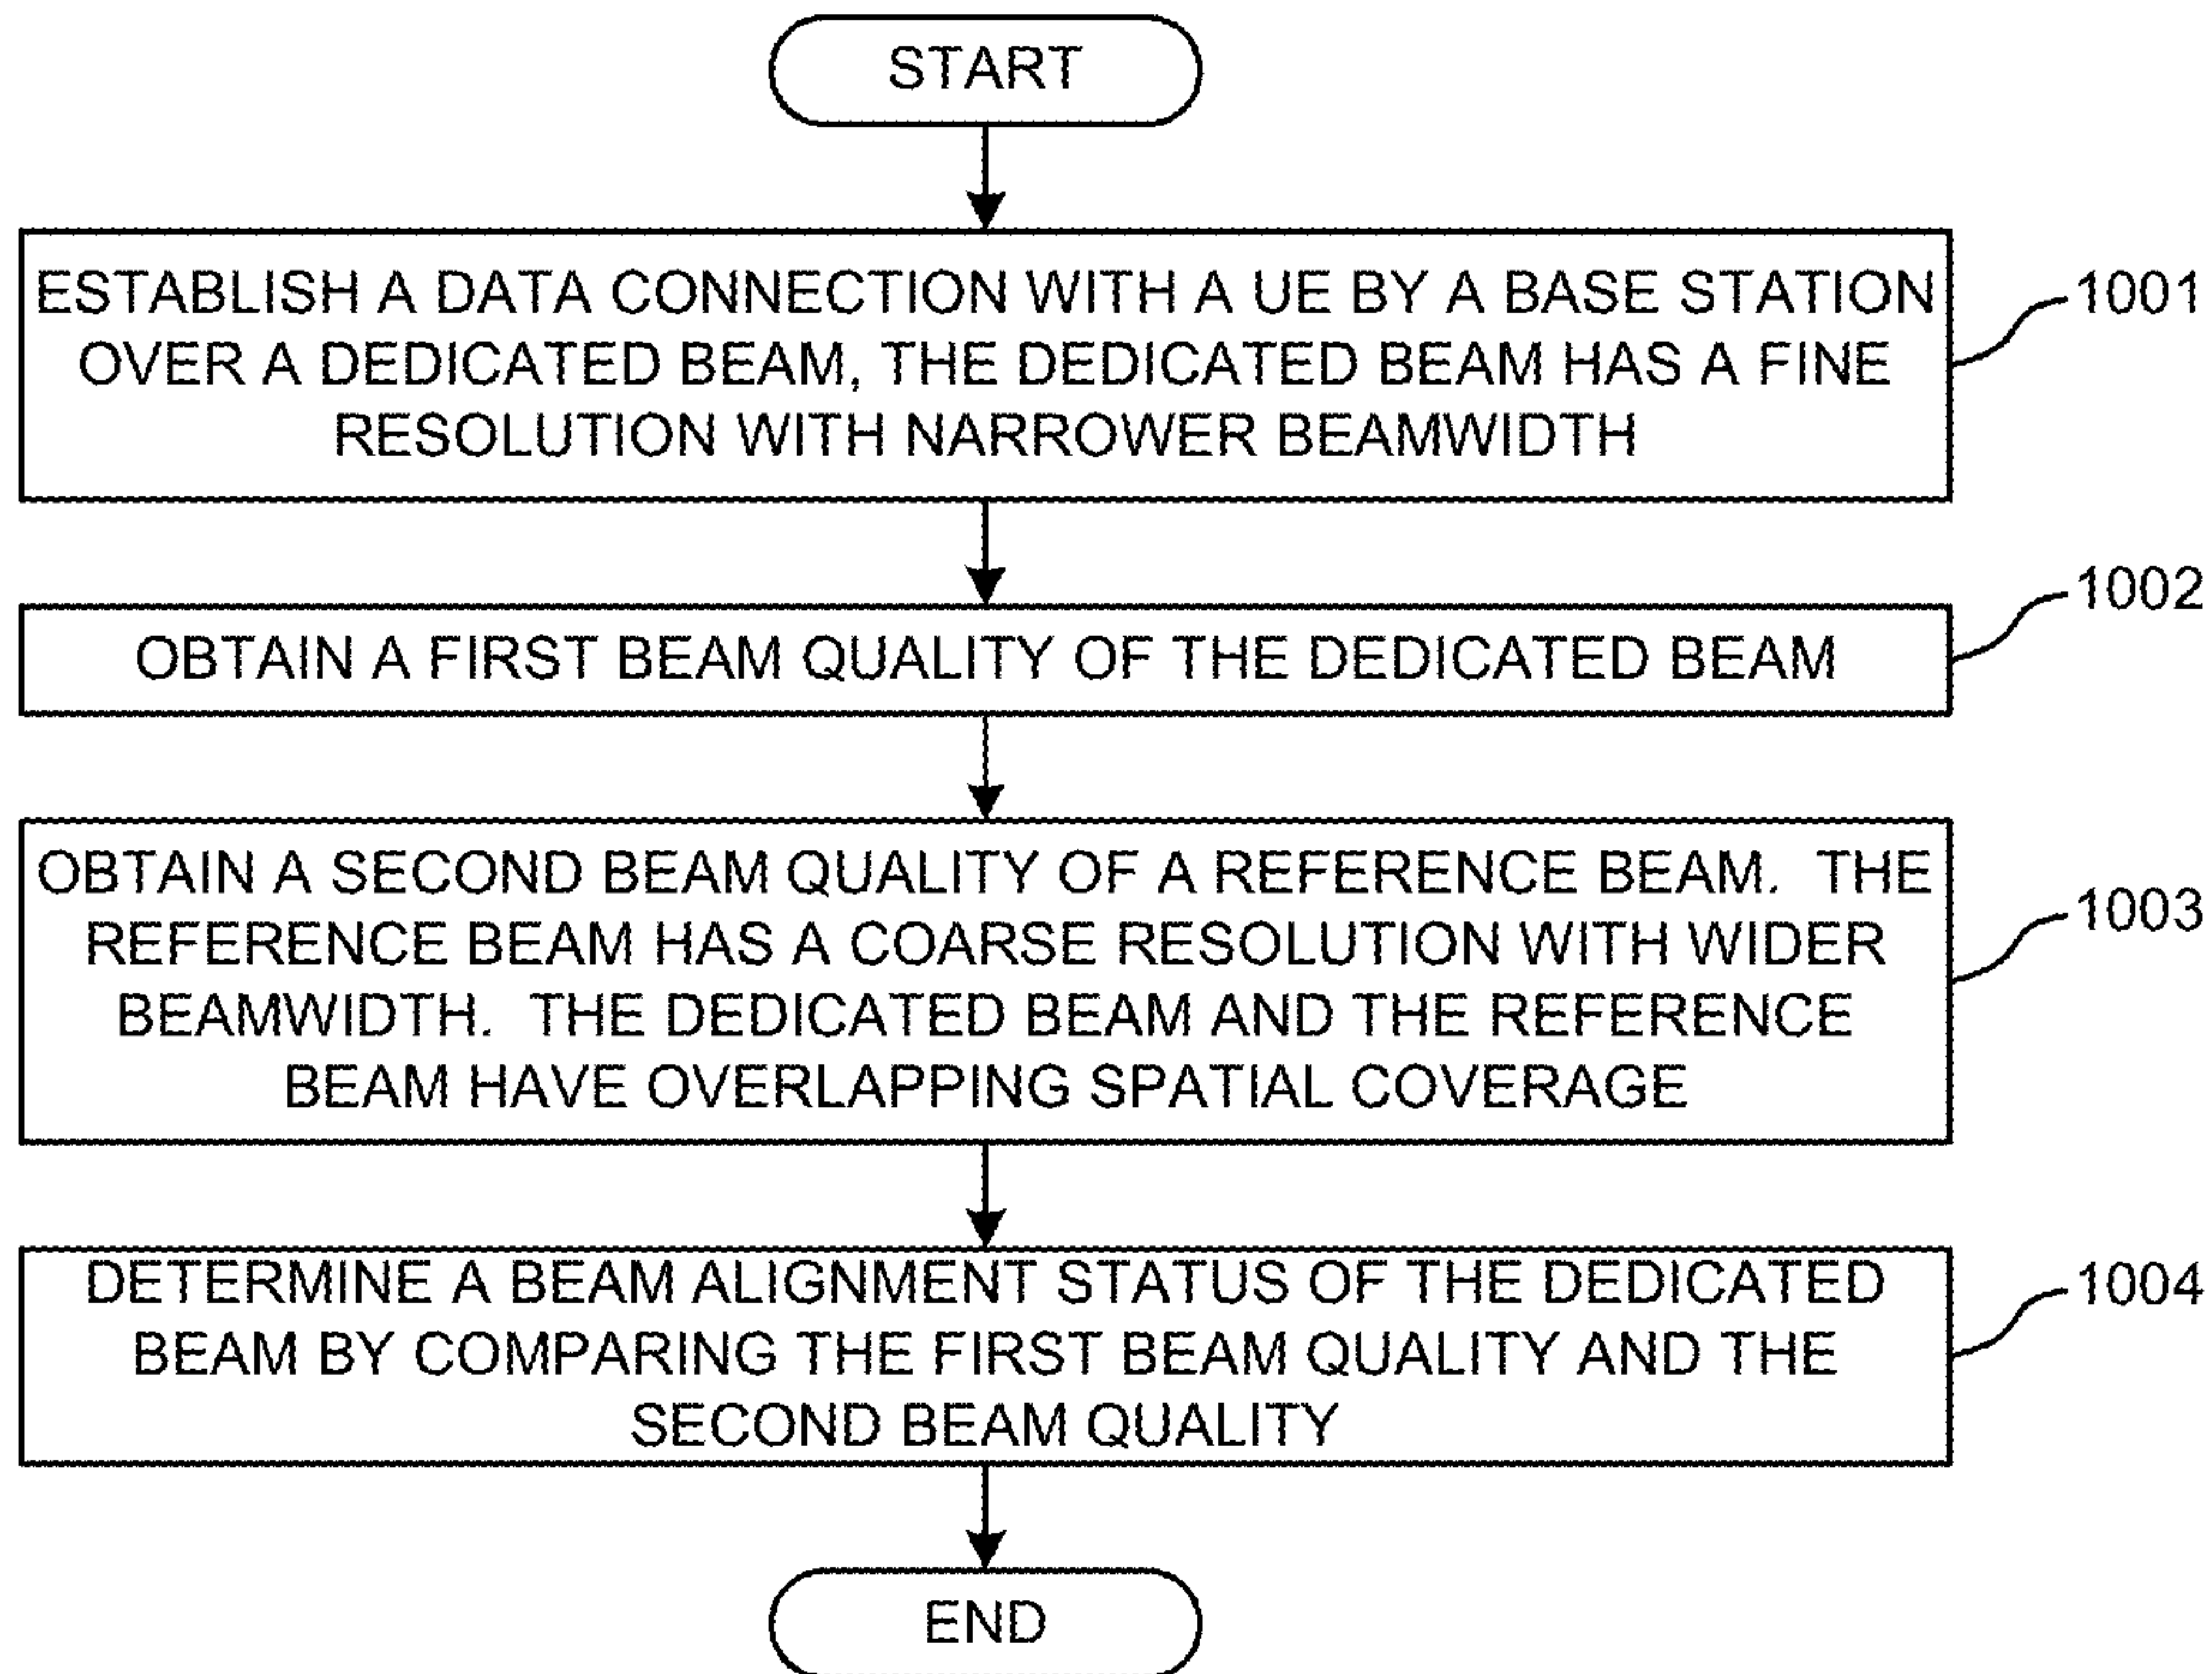 START
ESTABLISH A DATA CONNECTION WITH A UE BY A BASE STATION
OVER A DEDICATED BEAM, THE DEDICATED BEAM HAS A FINE
RESOLUTION WITH NARROWER BEAMWIDTH
1001
OBTAIN A FIRST BEAM QUALITY OF THE DEDICATED BEAM
1002
OBTAIN A SECOND BEAM QUALITY OF A REFERENCE BEAM. THE
REFERENCE BEAM HAS A COARSE RESOLUTION WITH WIDER
BEAMWIDTH. THE DEDICATED BEAM AND THE REFERENCE
BEAM HAVE OVERLAPPING SPATIAL COVERAGE
1003
DETERMINE A BEAM ALIGNMENT STATUS OF THE DEDICATED
BEAM BY COMPARING THE FIRST BEAM QUALITY AND THE
SECOND BEAM QUALITY
1004
END